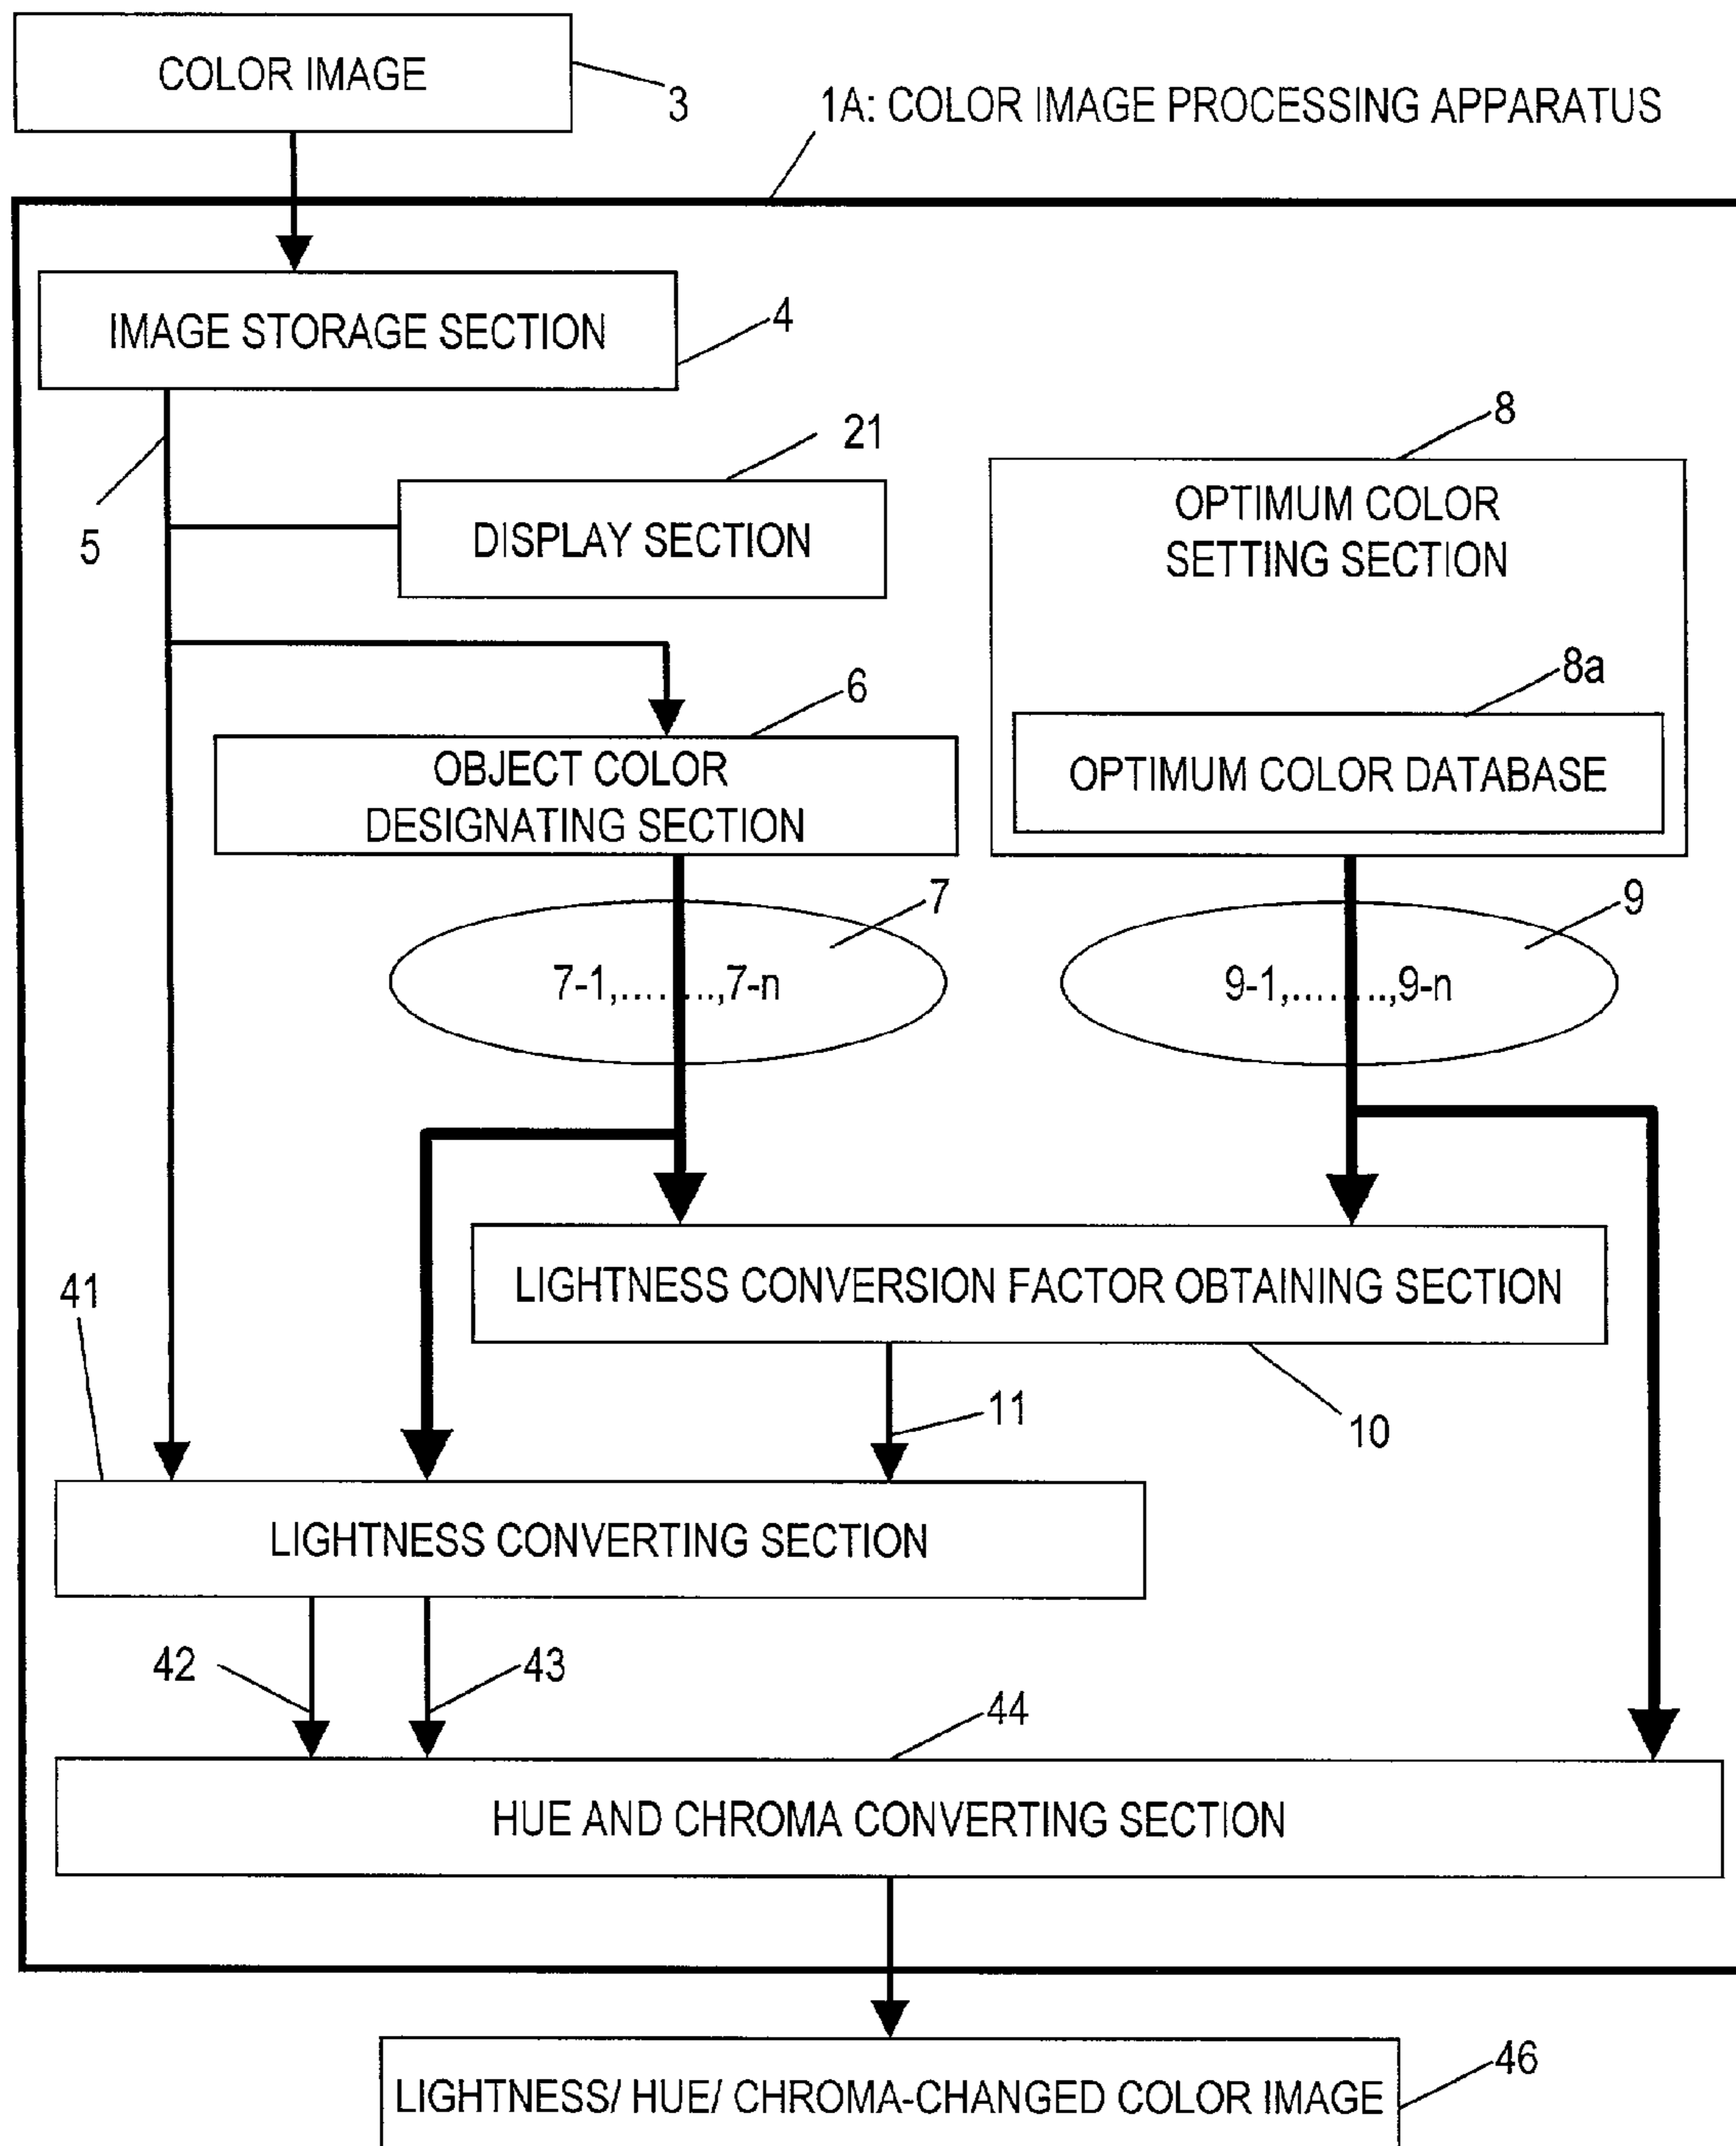 COLOR IMAGE
3
1A: COLOR IMAGE PROCESSING APPARATUS
IMAGE STORAGE SECTION
4
5
21
DISPLAY SECTION
8
OPTIMUM COLOR
SETTING SECTION
8a
OPTIMUM COLOR DATABASE
6
OBJECT COLOR
DESIGNATING SECTION
7
7-1,........,7-n
9
9-1,........,9-n
LIGHTNESS CONVERSION FACTOR OBTAINING SECTION
10
11
41
LIGHTNESS CONVERTING SECTION
42
43
44
HUE AND CHROMA CONVERTING SECTION
LIGHTNESS/ HUE/ CHROMA-CHANGED COLOR IMAGE
46